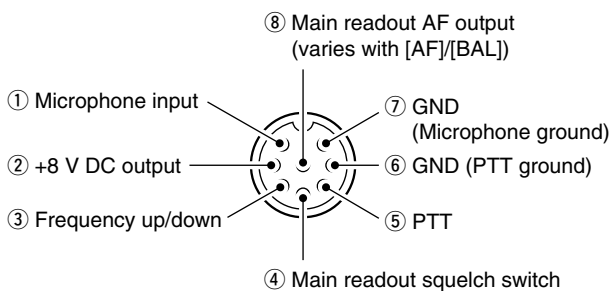 ⑧ Main readout AF output
(varies with [AF]/[BAL])
① Microphone input
⑦ GND
(Microphone ground)
② +8 V DC output
⑥ GND (PTT ground)
③ Frequency up/down
⑤ PTT
④ Main readout squelch switch